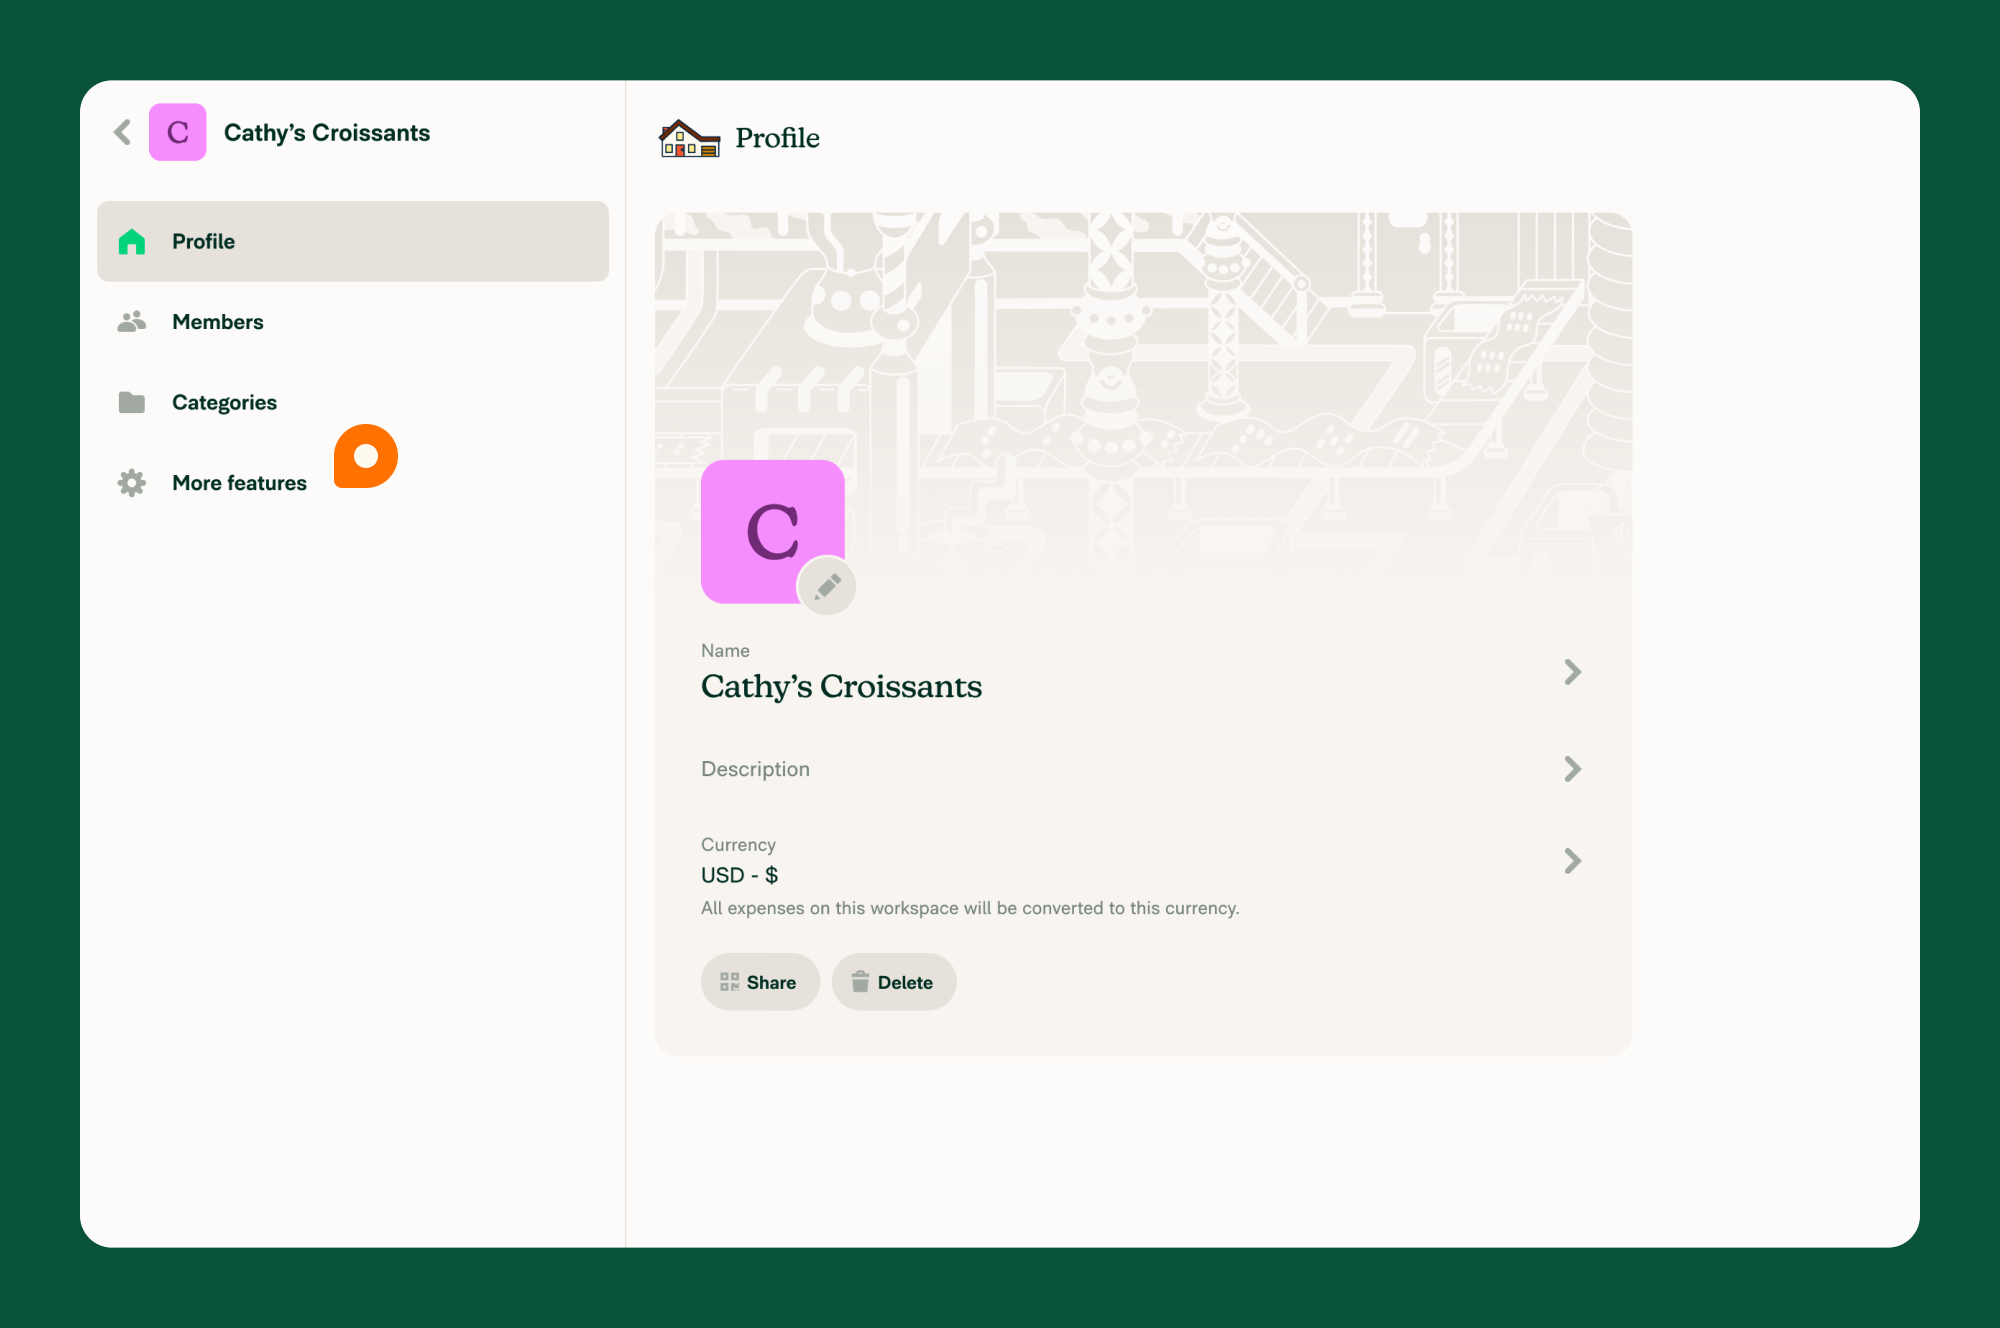 C
Cathy’s Croissants
Profile
Members
Categories
More features
Profile
C
Name
Cathy’s Croissants
Description
Currency
USD - $
All expenses on this workspace will be converted to this currency.
Share
Delete